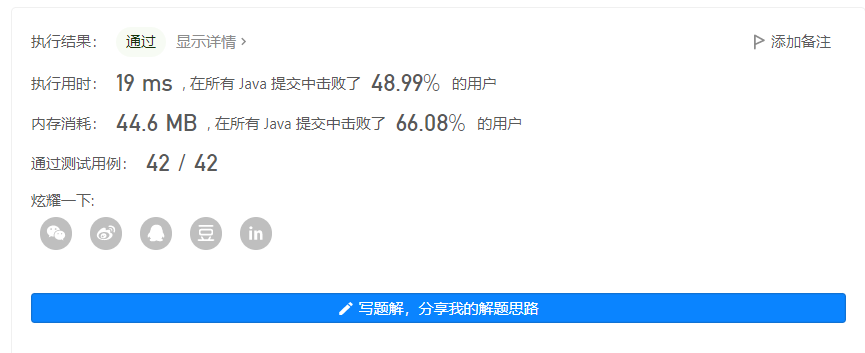 执行结果： 通过 显示详情 › 添加备注
执行用时： 19 ms , 在所有 Java 提交中击败了 48.99% 的用户
内存消耗： 44.6 MB , 在所有 Java 提交中击败了 66.08% 的用户
通过测试用例： 42 / 42
炫耀一下:
豆 in
写题解，分享我的解题思路